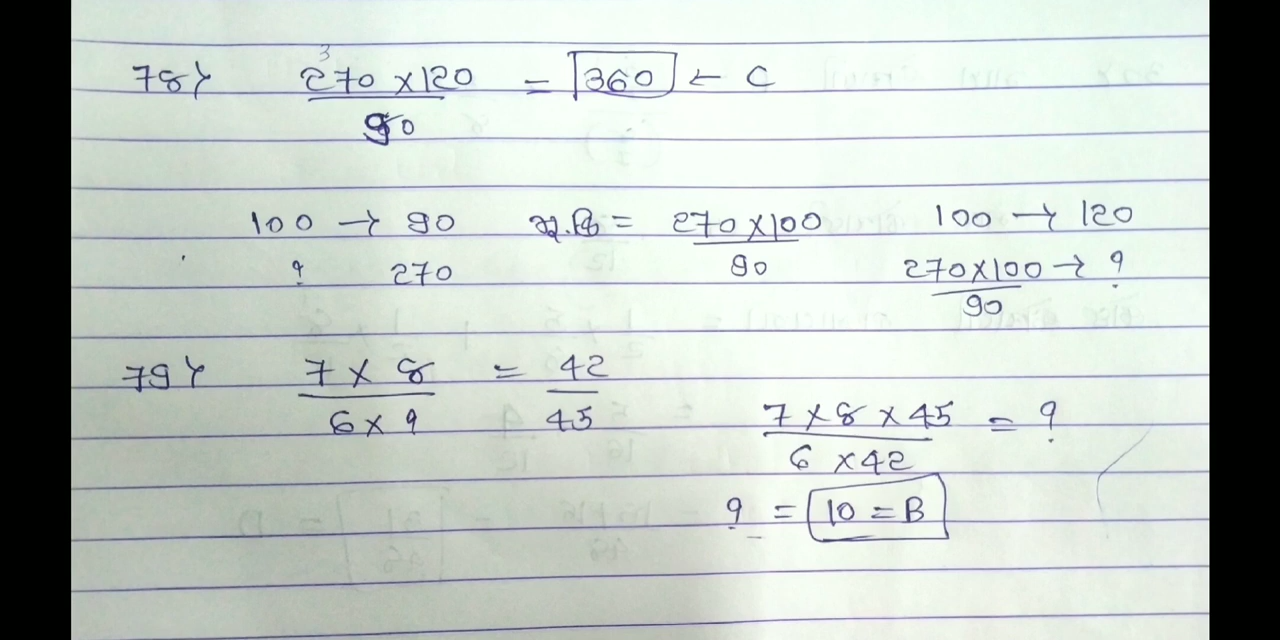 78> 270 x 120 / 90 = 360 ← C
3
100 → 90 મૂ.કિં = 270 x 100 / 90 100 → 120
? 270 270 x 100 / 90 → ?
79> 7 x 8 / 6 x ? = 42 / 45
7 x 8 x 45 / 6 x 42 = ?
? = 10 = B